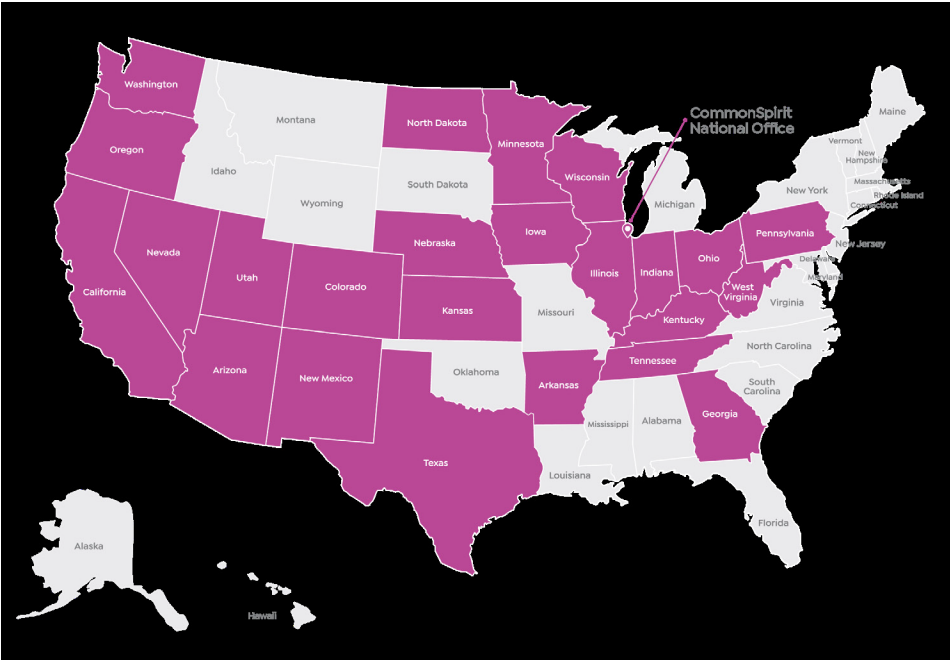 Washington
Montana
North Dakota
Minnesota
CommonSpirit
National Office
Maine
Oregon
Idaho
South Dakota
Wisconsin
Michigan
Vermont
New
Hampshire
Massachusetts
New York
Rhode Island
Connecticut
Wyoming
Nebraska
Iowa
Pennsylvania
New Jersey
Nevada
Utah
Colorado
Illinois
Indiana
Ohio
Delaware
Maryland
California
Kansas
Missouri
West
Virginia
Virginia
Kentucky
North Carolina
Arizona
New Mexico
Oklahoma
Arkansas
Tennessee
South
Carolina
Mississippi
Alabama
Georgia
Texas
Louisiana
Florida
Alaska
Hawaii